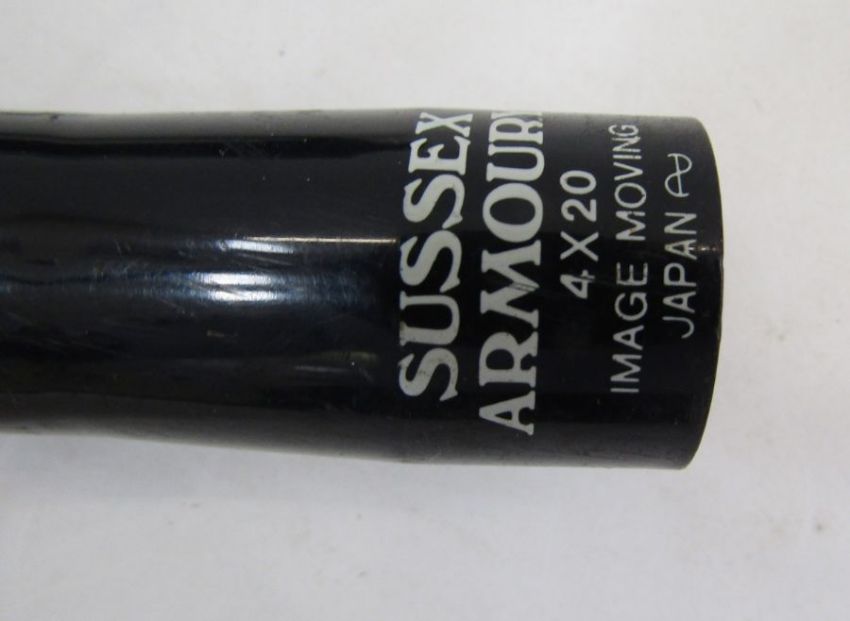 SUSSEX
ARMOURY
4 X 20
IMAGE MOVING
JAPAN